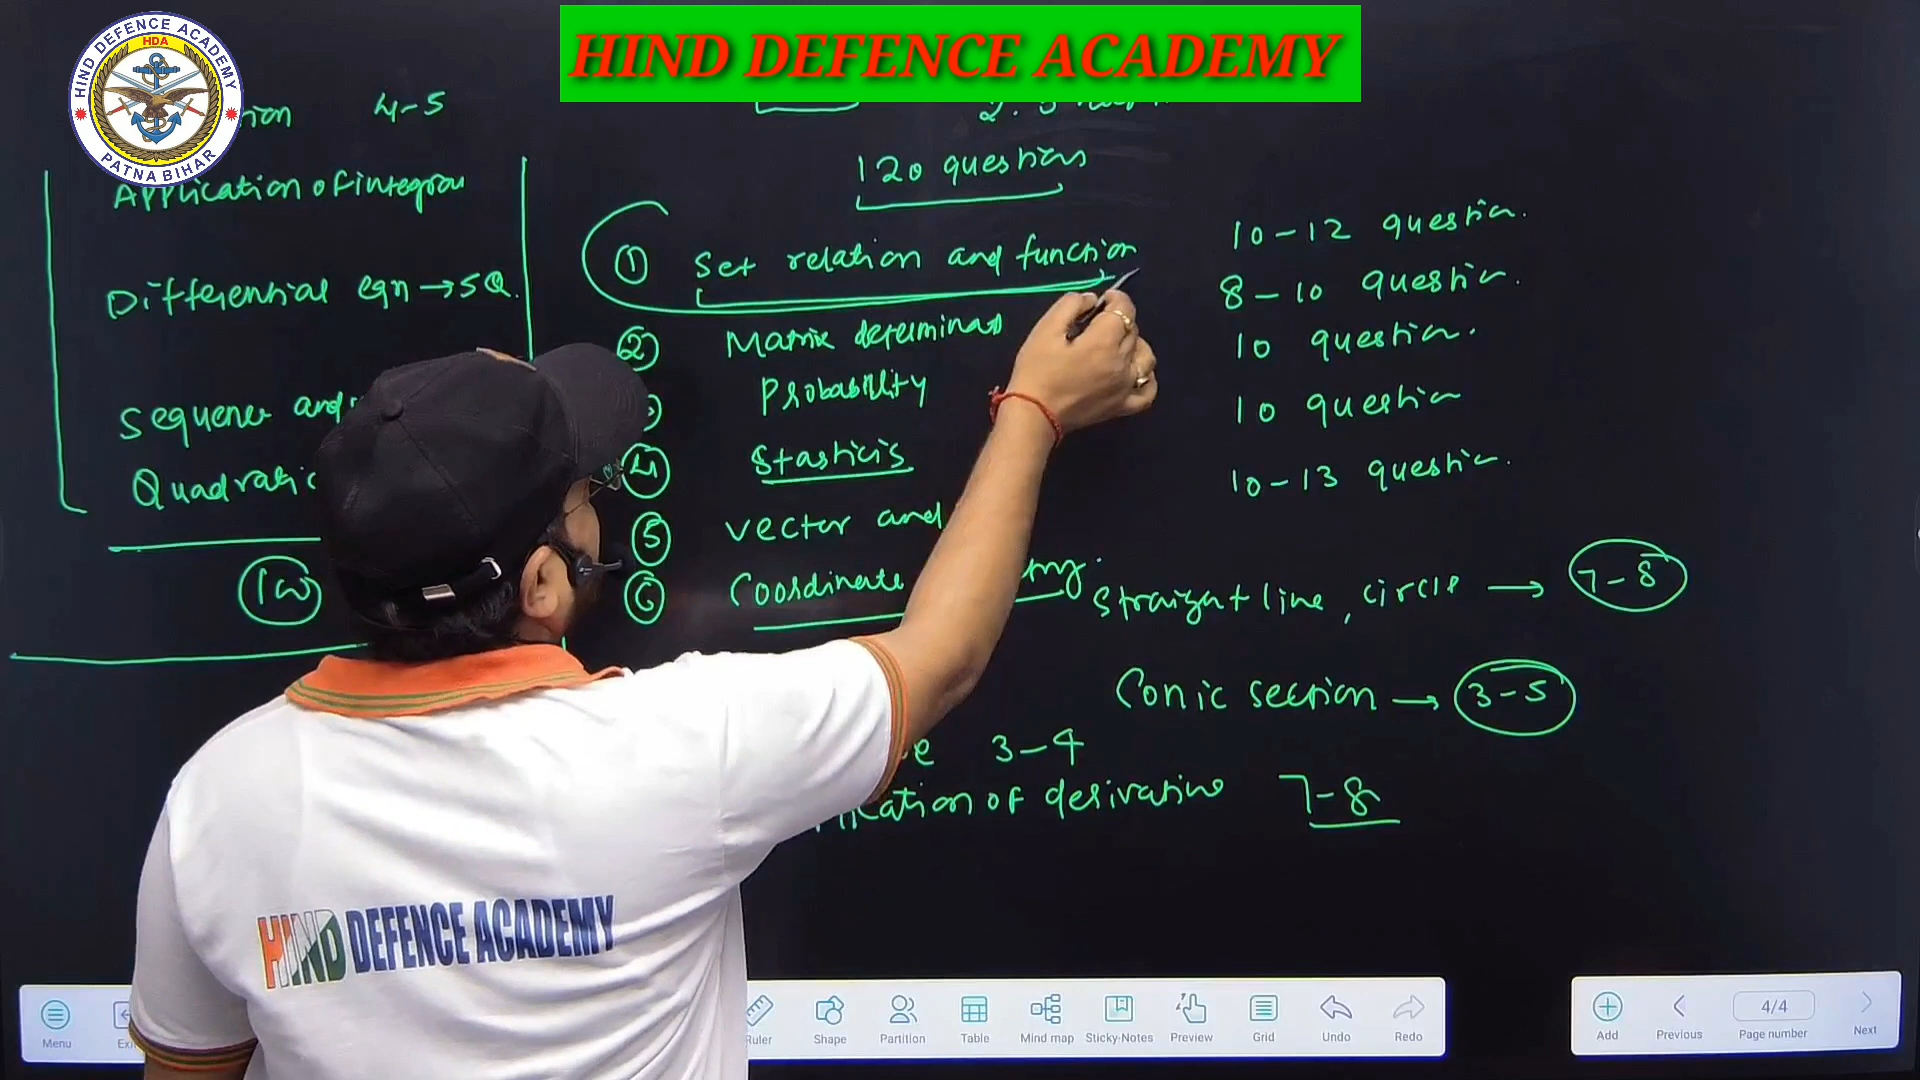 HIND DEFENCE ACADEMY
HIND DEFENCE ACADEMY
HDA
PATNA BIHAR
4-5
Application of integral
Differential eqn → 5Q.
Sequence and
Quadratic
120 questions
① Set relation and function
② Matrix determinant
Probability
④ Stasticis
⑤ vector and
⑥ Coordinate
10-12 question.
8-10 question.
10 question.
10 question
10-13 question.
Straight line, circle → 7-8
Conic section → 3-5
3-4
of derivative 7-8
HIND DEFENCE ACADEMY
Menu
Ruler
Shape
Partition
Table
Mind map
Sticky-Notes
Preview
Grid
Undo
Redo
Add
Previous
4/4
Page number
Next